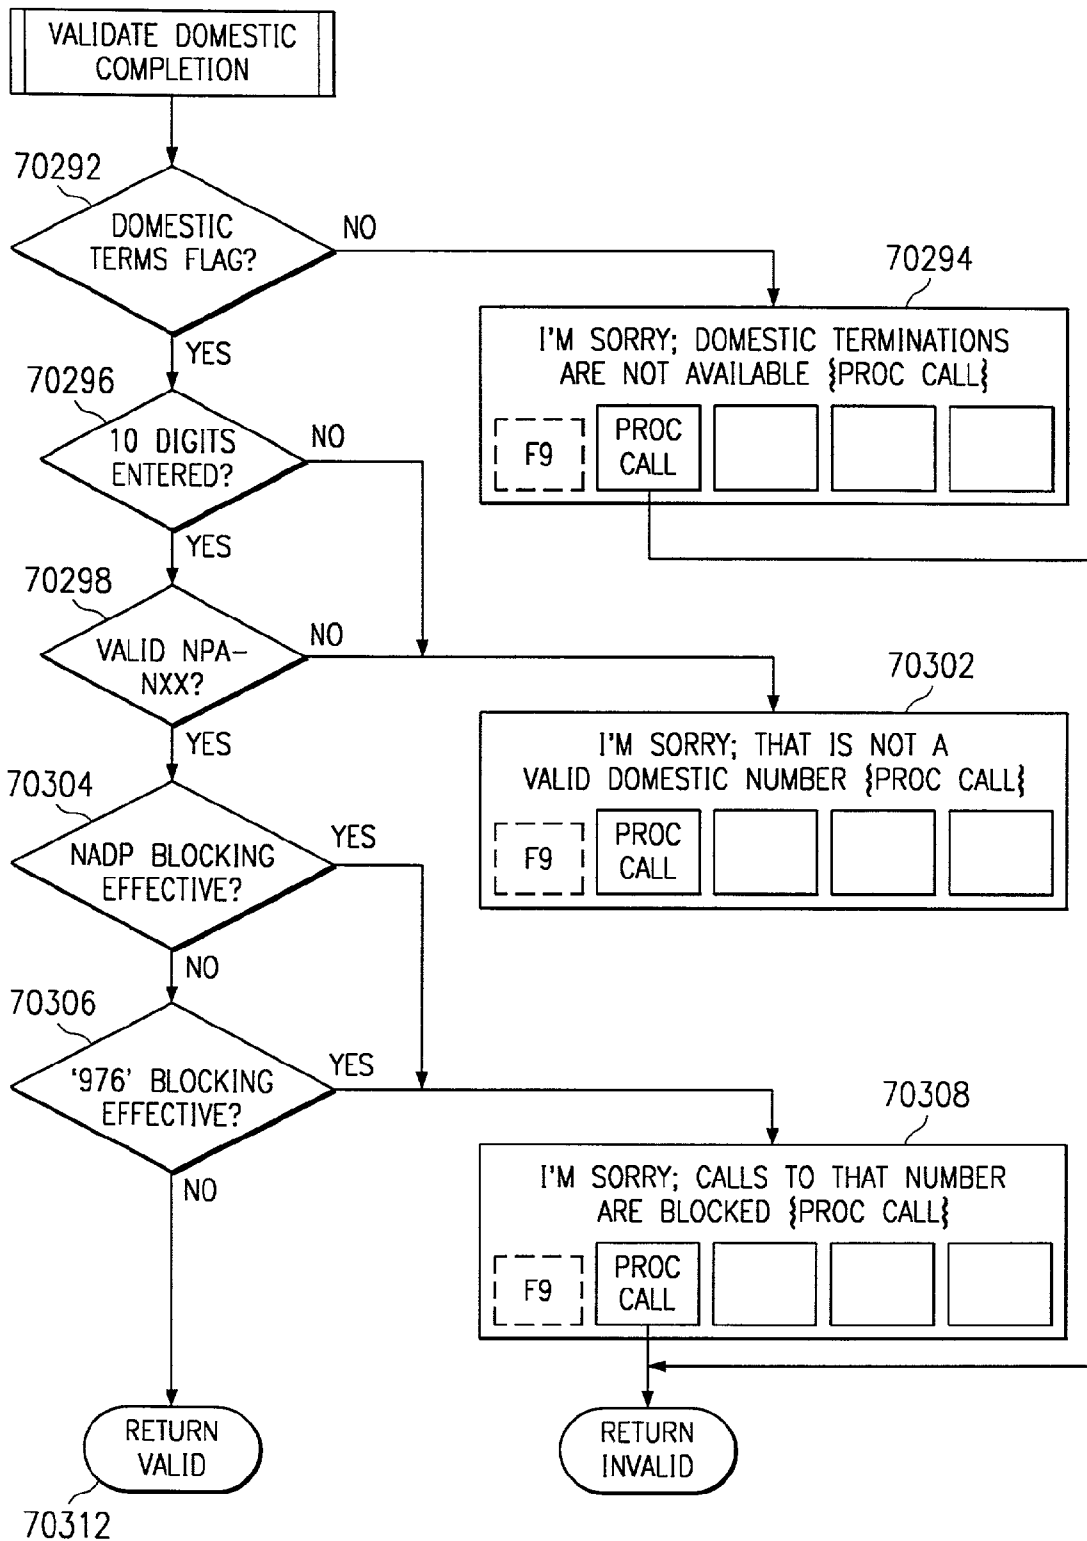 VALIDATE DOMESTIC
COMPLETION
70292
DOMESTIC
TERMS FLAG?
NO
YES
70294
I'M SORRY; DOMESTIC TERMINATIONS
ARE NOT AVAILABLE {PROC CALL}
F9
PROC
CALL
70296
10 DIGITS
ENTERED?
NO
YES
70298
VALID NPA-
NXX?
NO
YES
70302
I'M SORRY; THAT IS NOT A
VALID DOMESTIC NUMBER {PROC CALL}
F9
PROC
CALL
70304
NADP BLOCKING
EFFECTIVE?
YES
NO
70306
'976' BLOCKING
EFFECTIVE?
YES
NO
70308
I'M SORRY; CALLS TO THAT NUMBER
ARE BLOCKED {PROC CALL}
F9
PROC
CALL
RETURN
VALID
70312
RETURN
INVALID